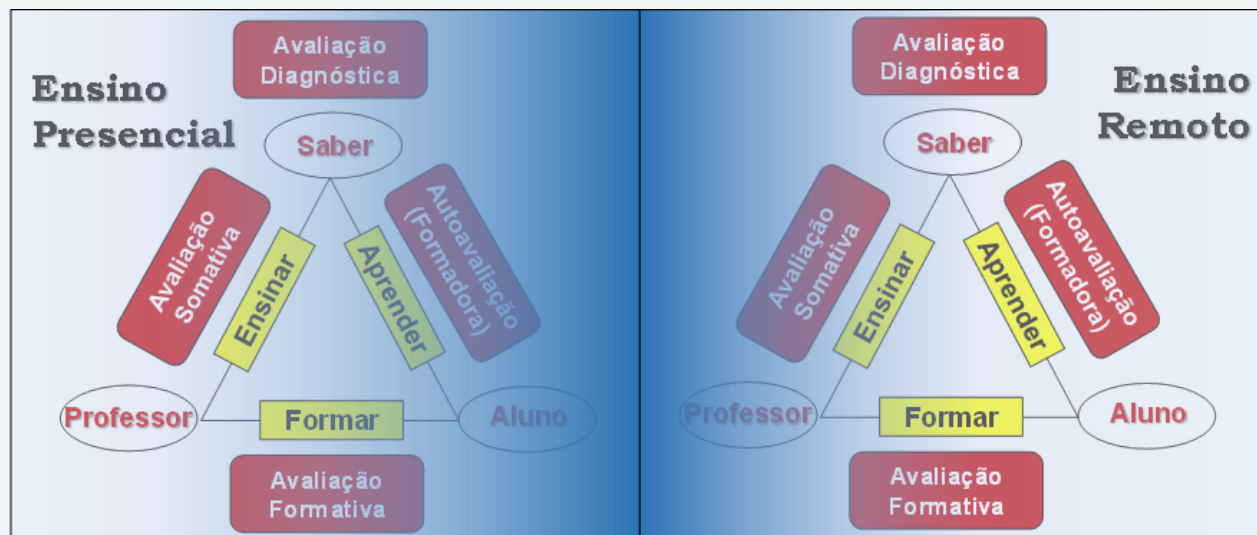 Ensino
Presencial
Avaliação
Diagnóstica
Saber
Avaliação
Somativa
Ensinar
Aprender
Autoavaliação
(Formadora)
Professor
Formar
Aluno
Avaliação
Formativa
Avaliação
Diagnóstica
Ensino
Remoto
Saber
Avaliação
Somativa
Ensinar
Aprender
Autoavaliação
(Formadora)
Professor
Formar
Aluno
Avaliação
Formativa